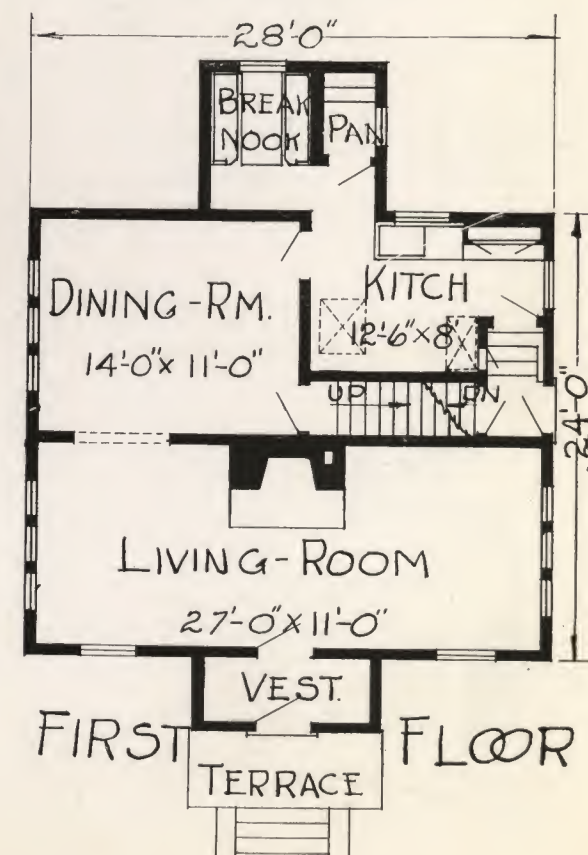 28'-0"
BREAK
NOOK
PAN
DINING-RM.
14'-0" x 11'-0"
KITCH
12'-6" x 8'
UP
DN
24'-0"
LIVING-ROOM
27'-0" x 11'-0"
VEST.
FIRST FLOOR
TERRACE